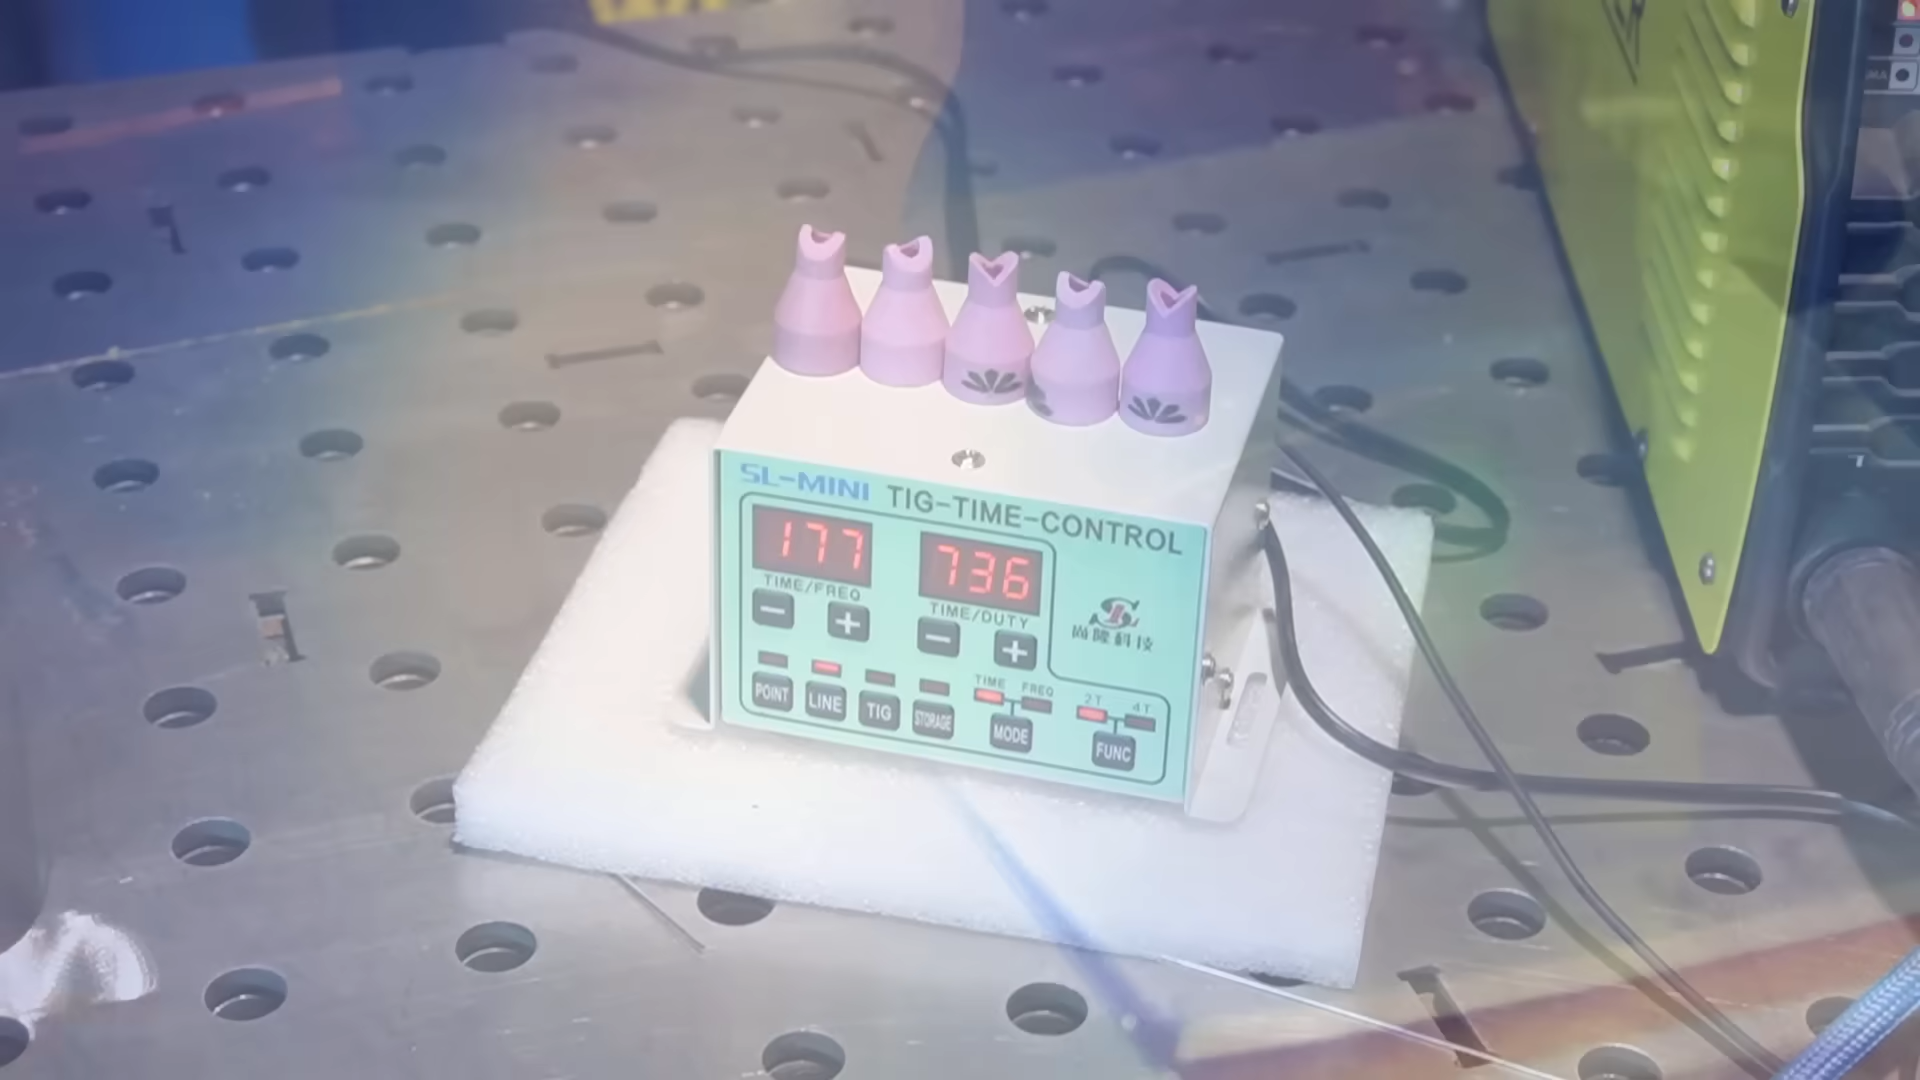 SL-MINI TIG-TIME-CONTROL
177 736
TIME/FREQ TIME/DUTY
− + − +
尚隆科技
TIME FREQ 2T 4T
POINT LINE TIG STORAGE MODE FUNC
MA